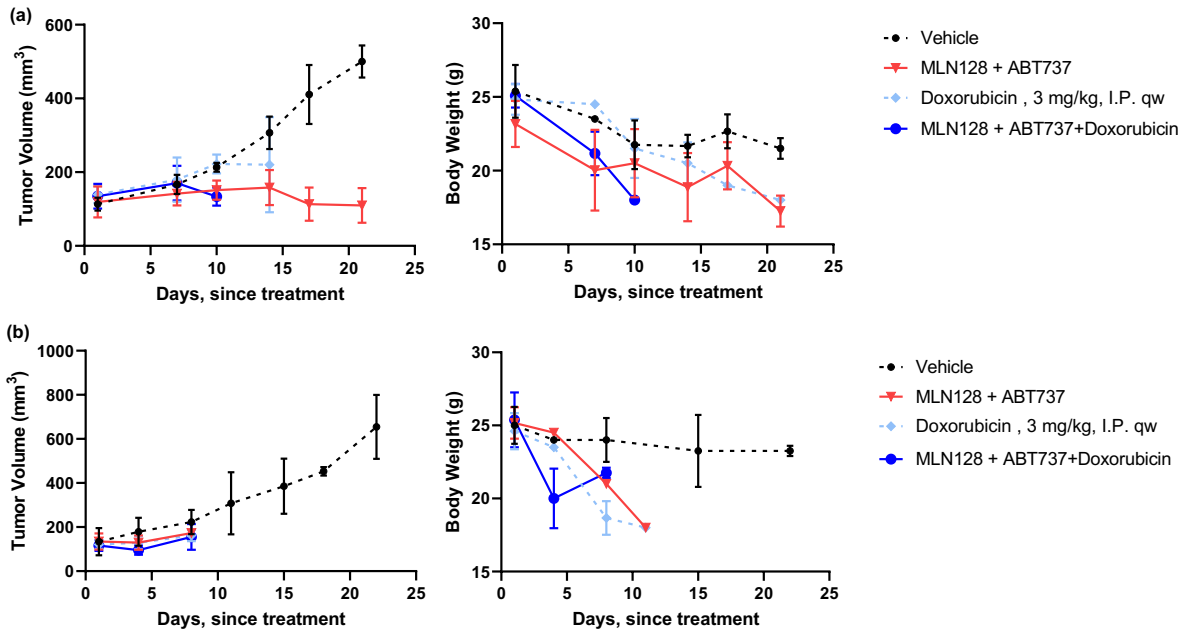 (a)
600
400
200
0
Tumor Volume (mm³)
0 5 10 15 20 25
Days, since treatment
30
25
20
15
Body Weight (g)
0 5 10 15 20 25
Days, since treatment
Vehicle
MLN128 + ABT737
Doxorubicin , 3 mg/kg, I.P. qw
MLN128 + ABT737+Doxorubicin
(b)
1000
800
600
400
200
0
Tumor Volume (mm³)
0 5 10 15 20 25
Days, since treatment
30
25
20
15
Body Weight (g)
0 5 10 15 20 25
Days, since treatment
Vehicle
MLN128 + ABT737
Doxorubicin , 3 mg/kg, I.P. qw
MLN128 + ABT737+Doxorubicin